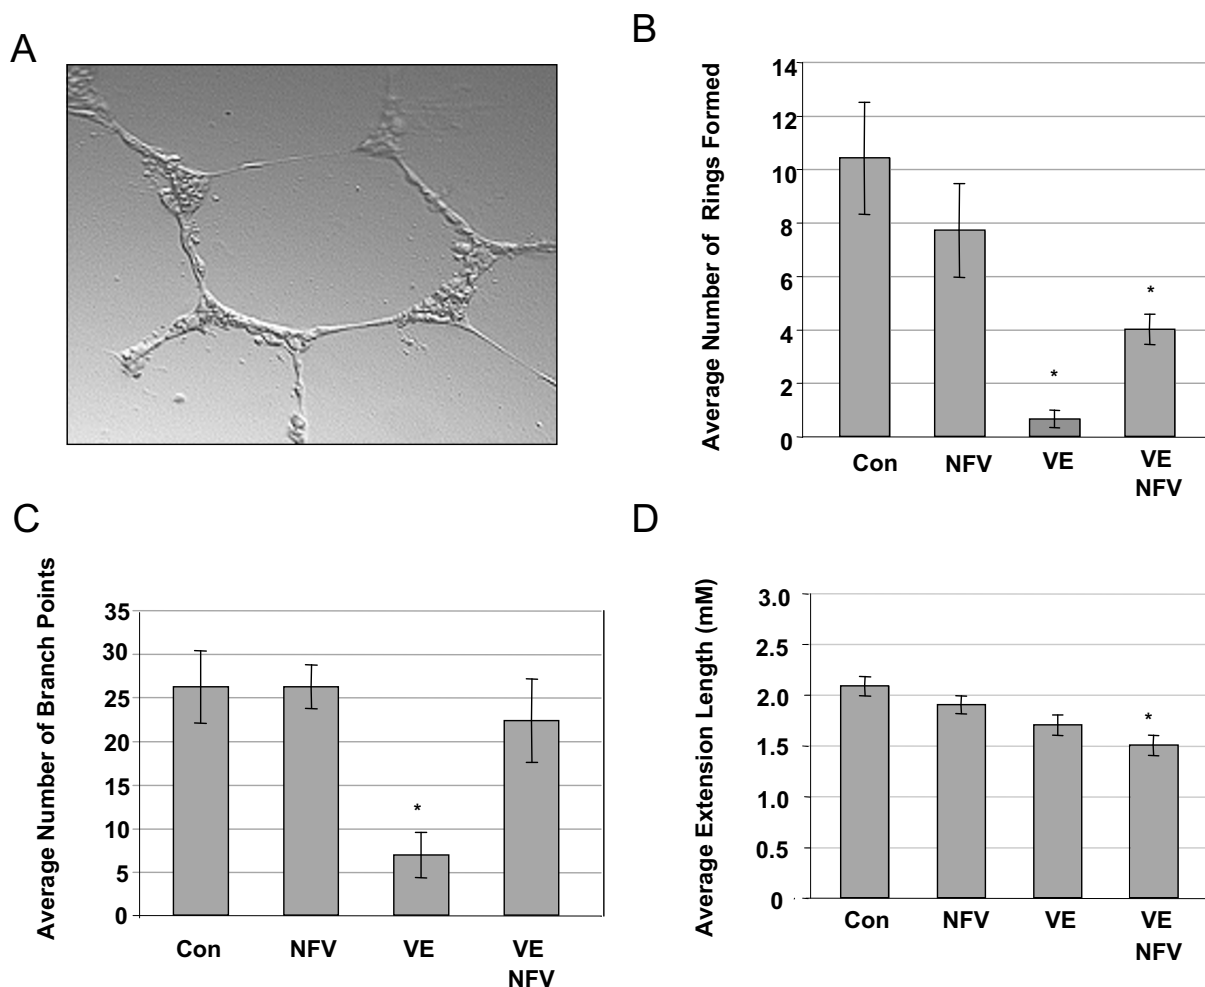 A
B
Average Number of Rings Formed
14
12
10
8
6
4
2
0
*
*
Con
NFV
VE
VE
NFV
C
Average Number of Branch Points
35
30
25
20
15
10
5
0
*
Con
NFV
VE
VE
NFV
D
Average Extension Length (mM)
3.0
2.5
2.0
1.5
1.0
0.5
0
*
Con
NFV
VE
VE
NFV